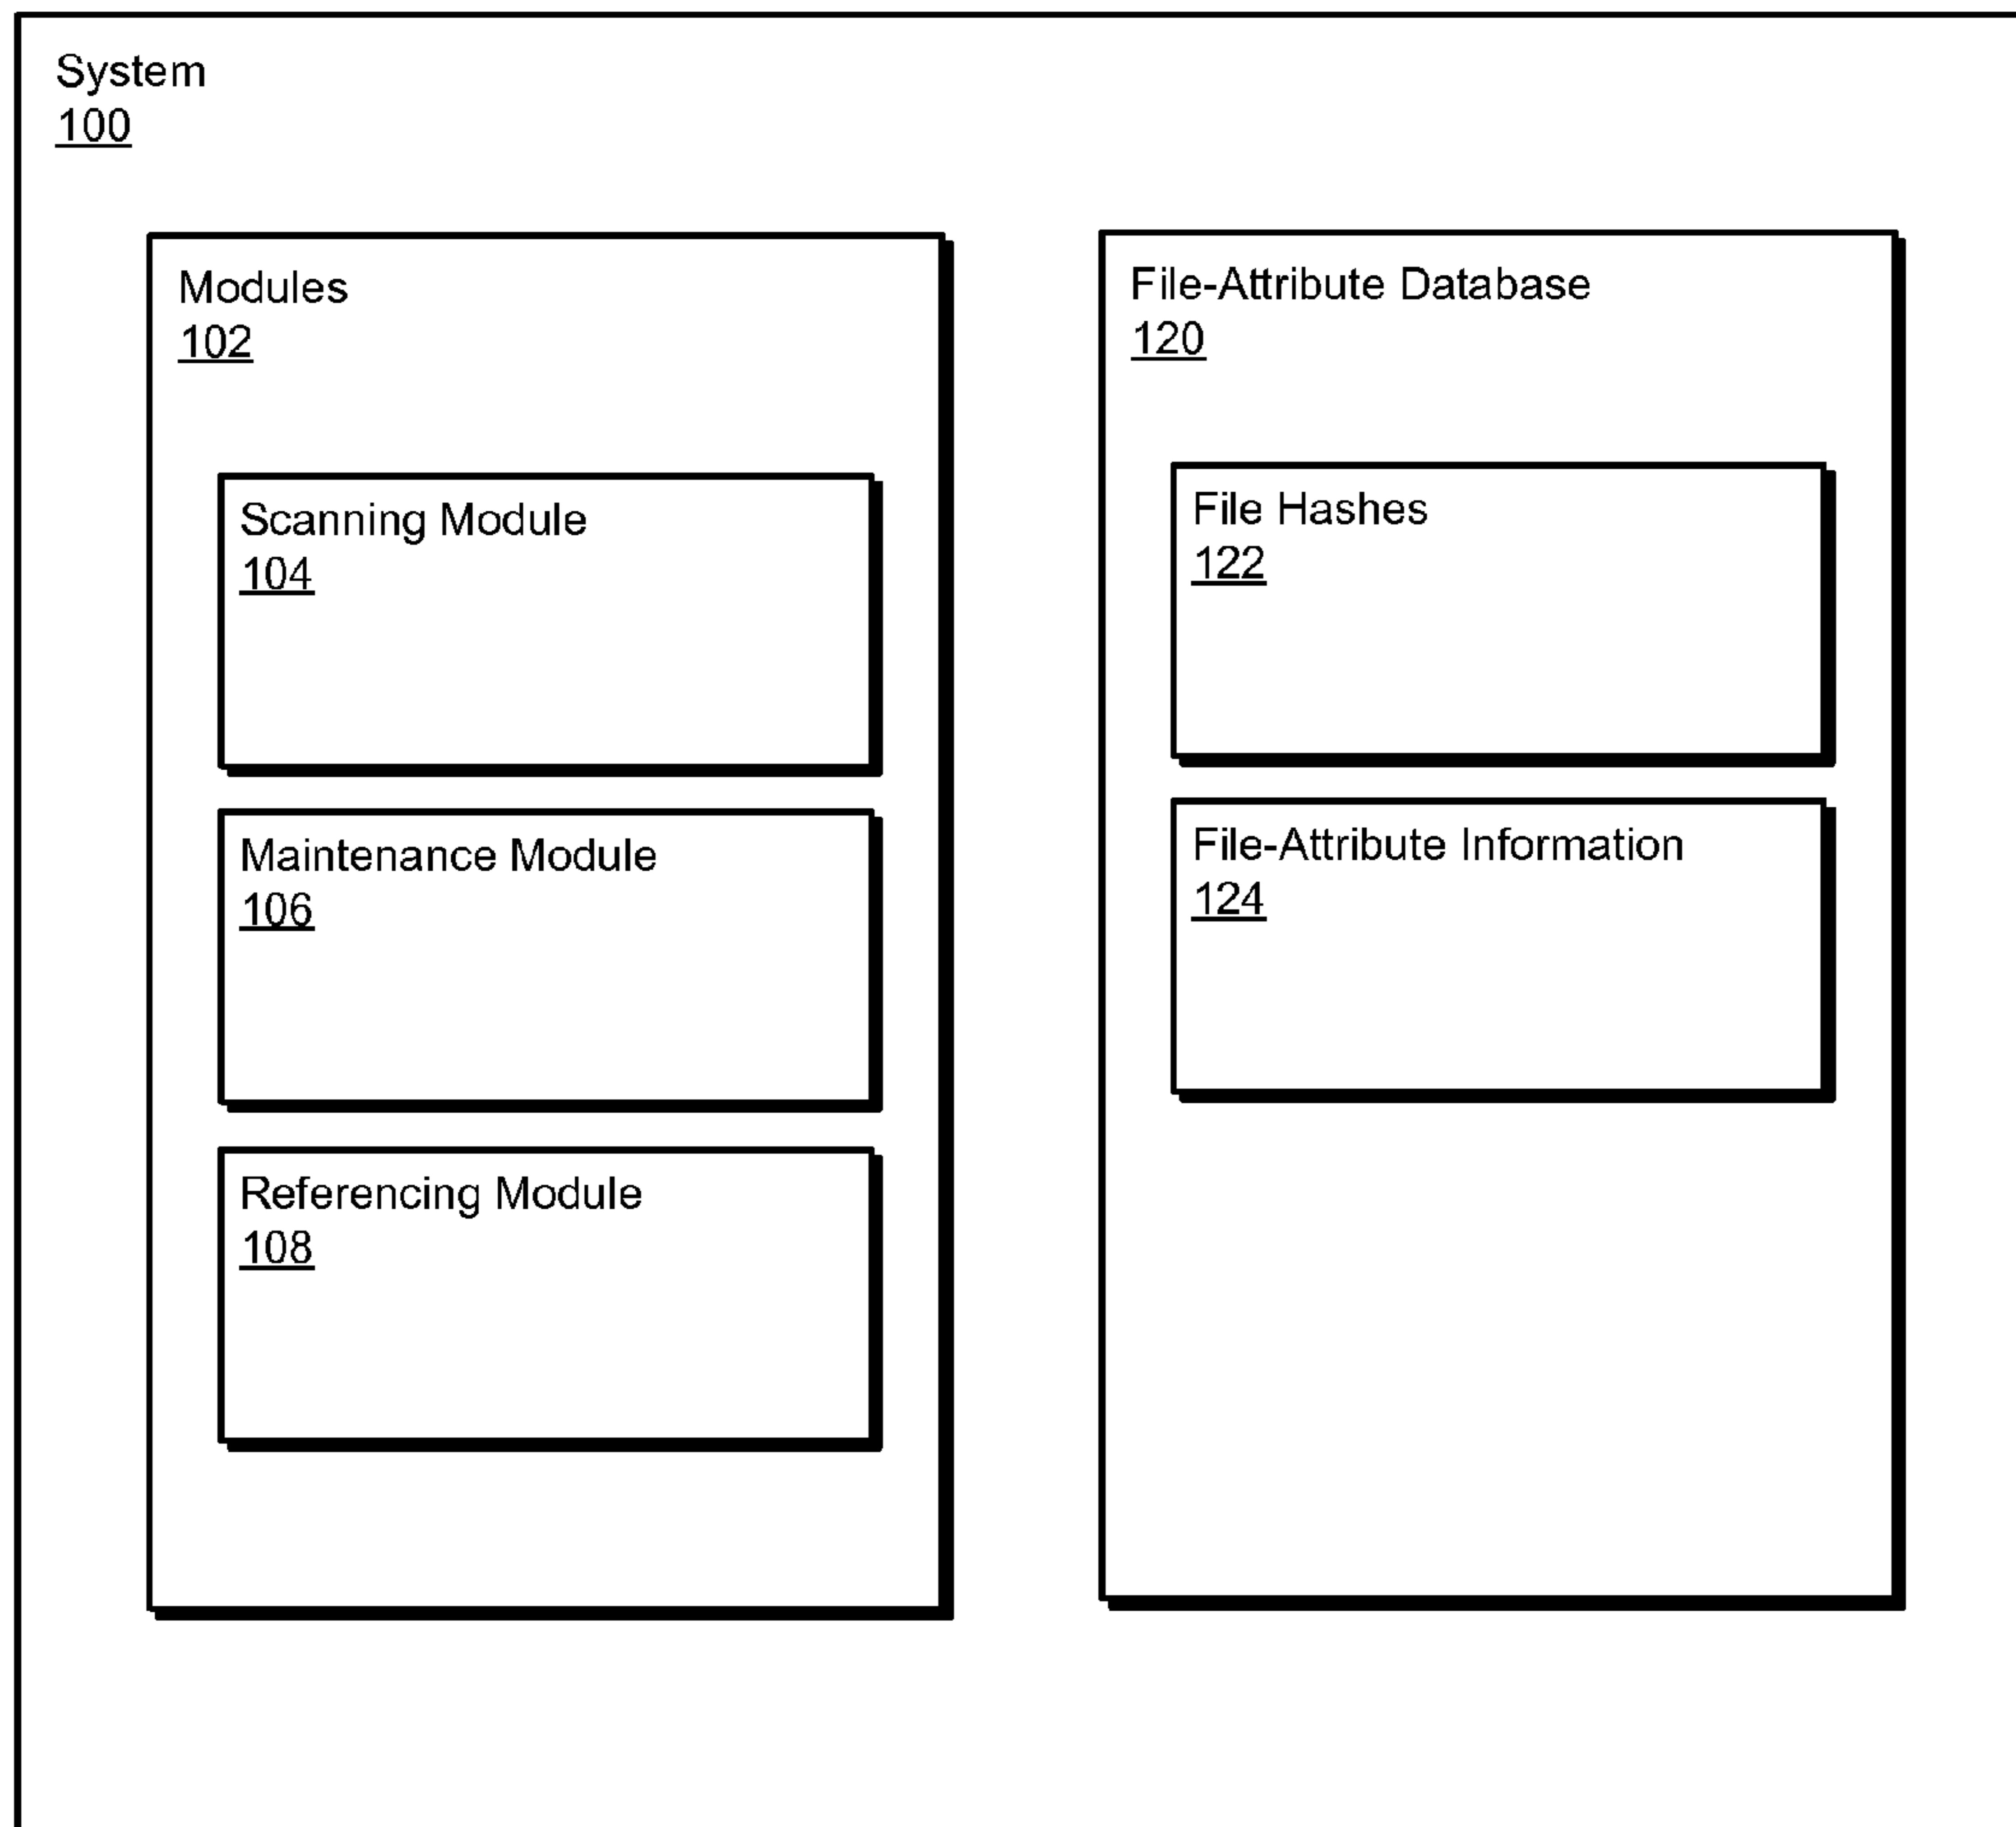 System
100
Modules
102
Scanning Module
104
Maintenance Module
106
Referencing Module
108
File-Attribute Database
120
File Hashes
122
File-Attribute Information
124